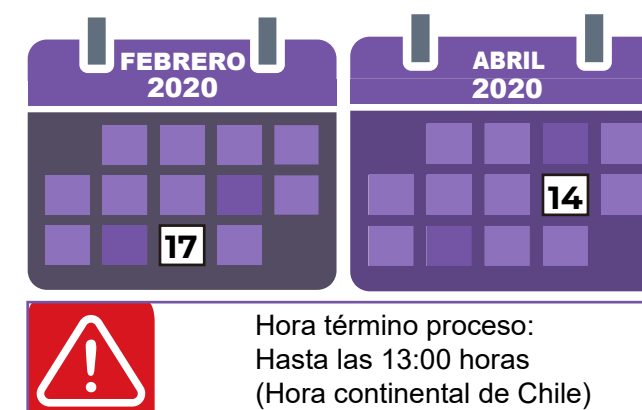 FEBRERO
2020
17
ABRIL
2020
14
Hora término proceso:
Hasta las 13:00 horas
(Hora continental de Chile)